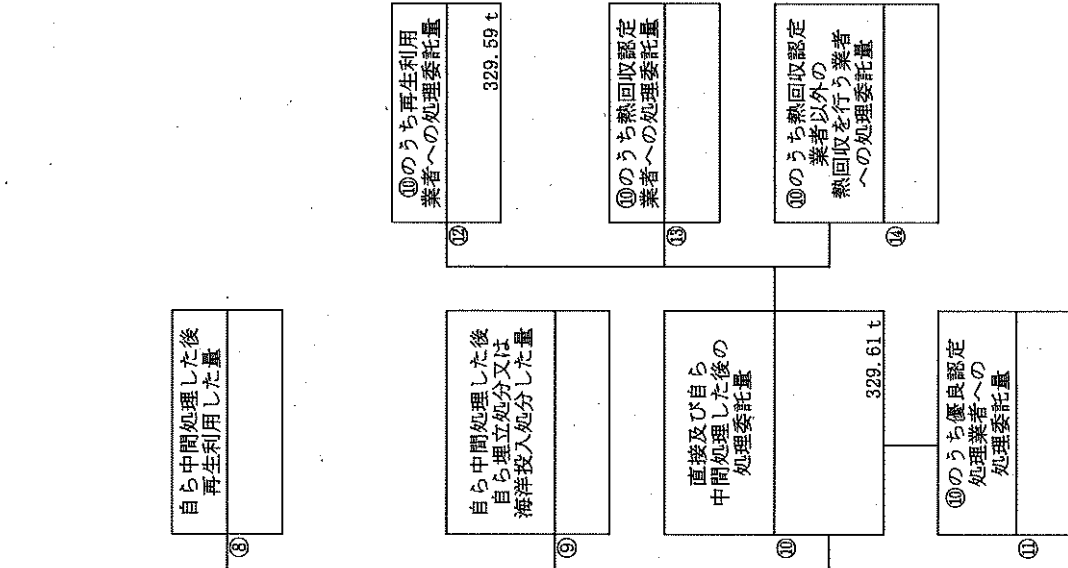 ⑧
自ら中間処理した後
再生利用した量
⑨
自ら中間処理した後
自ら埋立処分又は
海洋投入処分した量
⑩
直接及び自ら
中間処理した後の
処理委託量
329.61 t
⑪
⑩のうち優良認定
処理業者への
処理委託量
⑫
⑩のうち再生利用
業者への処理委託量
329.59 t
⑬
⑩のうち熱回収認定
業者への処理委託量
⑭
⑩のうち熱回収認定
業者以外の
熱回収を行う業者
への処理委託量